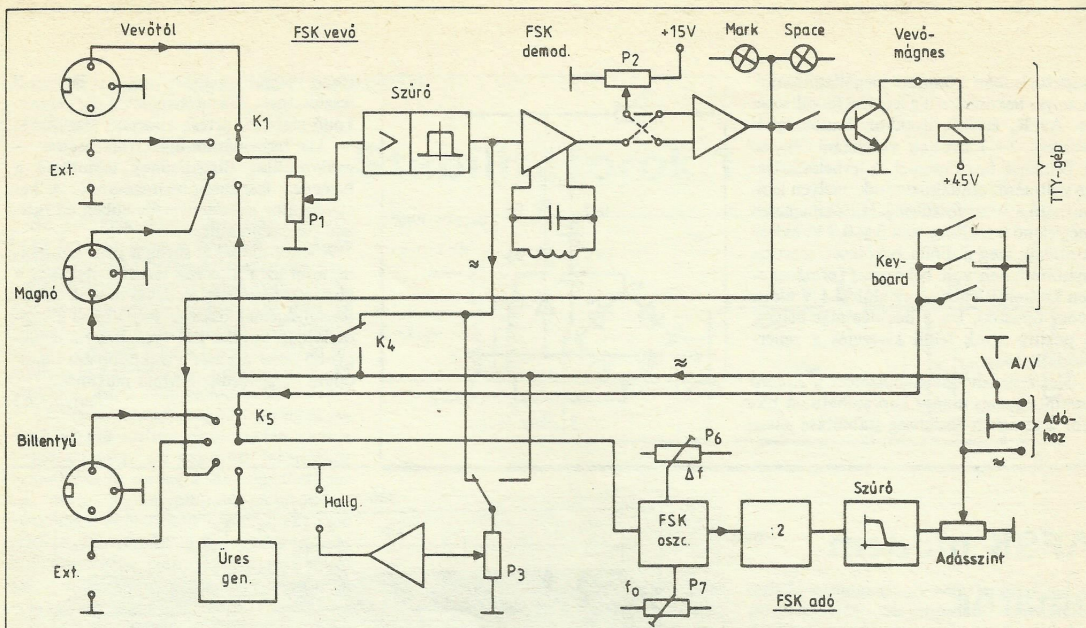 Vevőtől
FSK vevő
FSK
demod.
P2
+15V
Mark
Space
Vevő-
mágnes
Szűrő
K1
Ext.
P1
+45V
TTY-gép
Key-
board
Magnó
≈
K4
≈
A/V
Adó-
hoz
≈
K5
Billentyű
P6
Δf
Hallg.
Szűrő
FSK
oszc.
:2
Üres
gen.
P3
Adásszint
Ext.
f0
P7
FSK adó